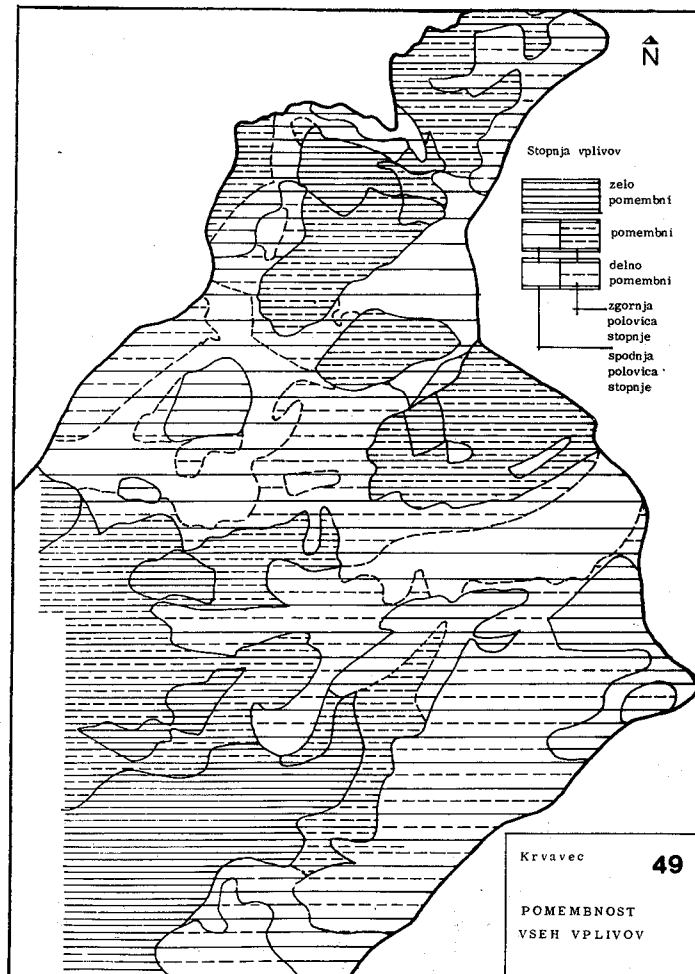 N
Stopnja vplivov
zelo
pomembni
pomembni
delno
pomembni
zgornja
polovica
stopnje
spodnja
polovica
stopnje
Krvavec
49
POMEMBNOST
VSEH VPLIVOV